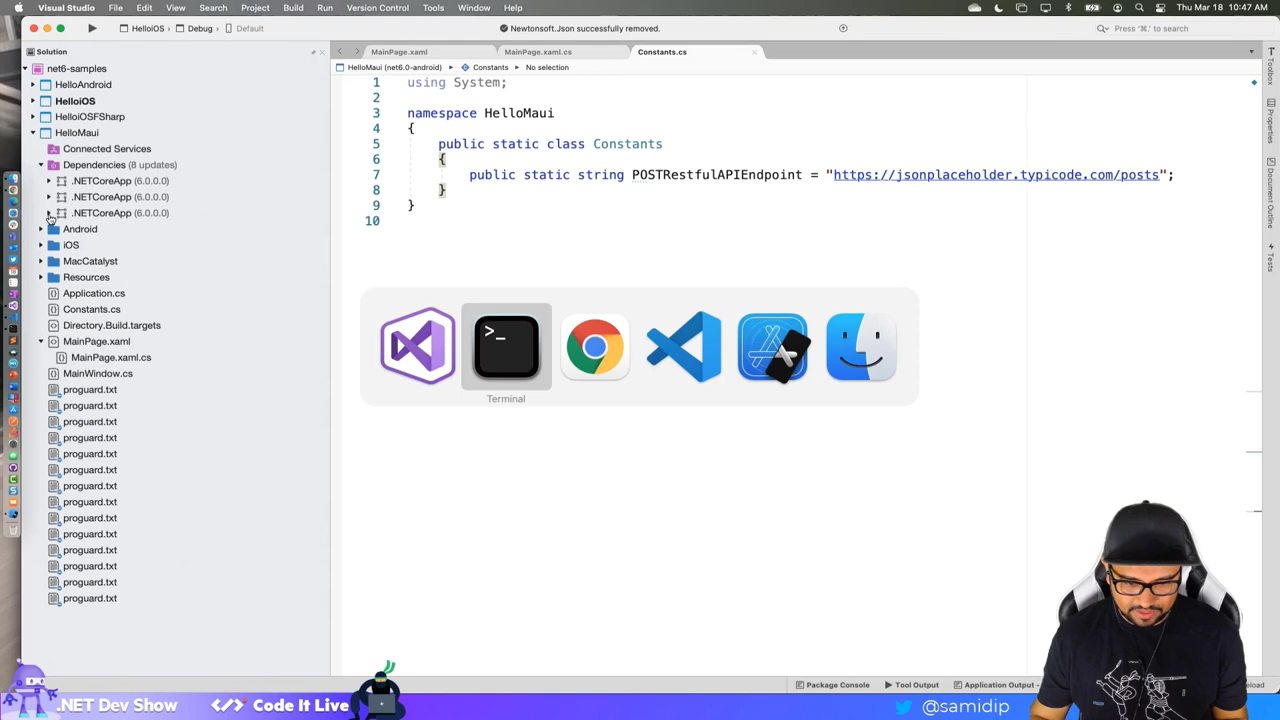 Visual Studio File Edit View Search Project Build Run Version Control Tools Window Help Thu Mar 18 10:47 AM
HelloiOS Debug Default
Newtonsoft.Json successfully removed.
Press '⌘.' to search
Solution
net6-samples
HelloAndroid
HelloiOS
HelloiOSFSharp
HelloMaui
Connected Services
Dependencies (8 updates)
.NETCoreApp (6.0.0.0)
.NETCoreApp (6.0.0.0)
.NETCoreApp (6.0.0.0)
Android
iOS
MacCatalyst
Resources
Application.cs
Constants.cs
Directory.Build.targets
MainPage.xaml
MainPage.xaml.cs
MainWindow.cs
proguard.txt
proguard.txt
proguard.txt
proguard.txt
proguard.txt
proguard.txt
proguard.txt
proguard.txt
proguard.txt
proguard.txt
proguard.txt
proguard.txt
proguard.txt
proguard.txt
MainPage.xaml MainPage.xaml.cs Constants.cs
HelloMaui (net6.0-android) Constants No selection
1 using System;
2
3 namespace HelloMaui
4 {
5 public static class Constants
6 {
7 public static string POSTRestfulAPIEndpoint = "https://jsonplaceholder.typicode.com/posts";
8 }
9 }
10
Terminal
Toolbox
Properties
Document Outline
Tests
Package Console Tool Output Application Output -
.NET Dev Show </> Code It Live @samidip